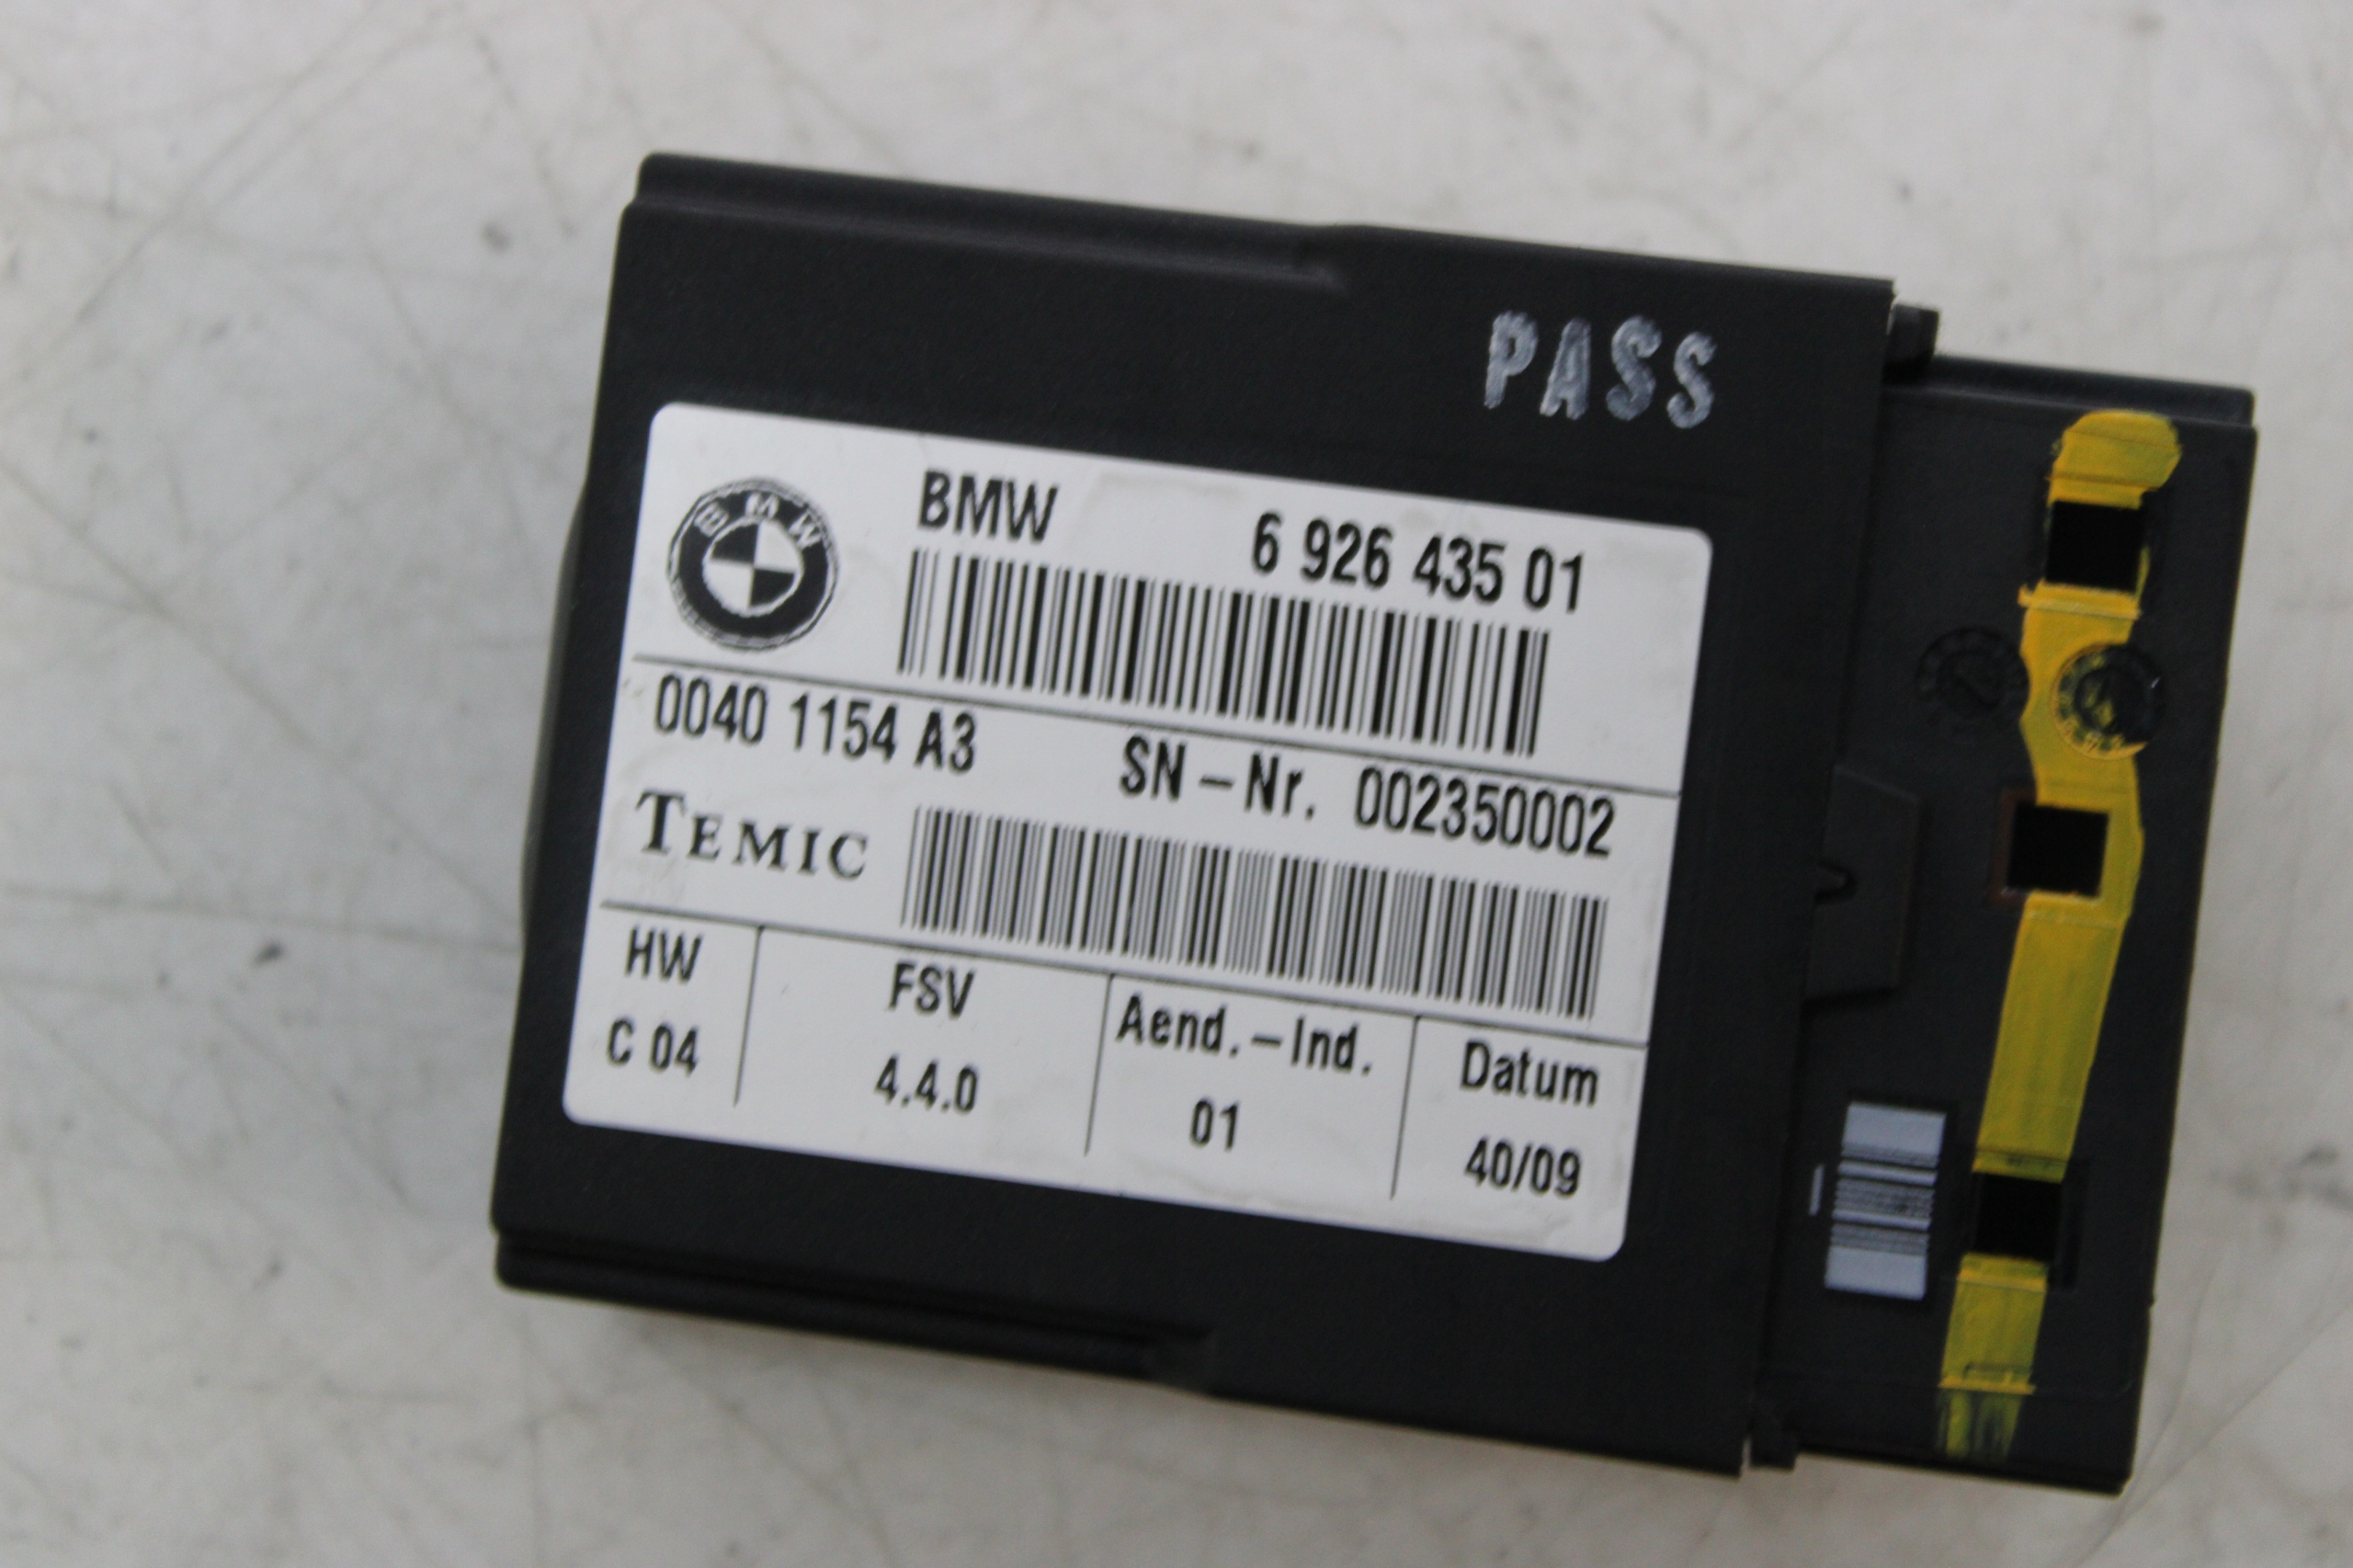 PASS
BMW 6 926 435 01
BMW
0040 1154 A3 SN-Nr. 002350002
TEMIC
HW FSV Aend.-Ind. Datum
C 04 4.4.0 01 40/09